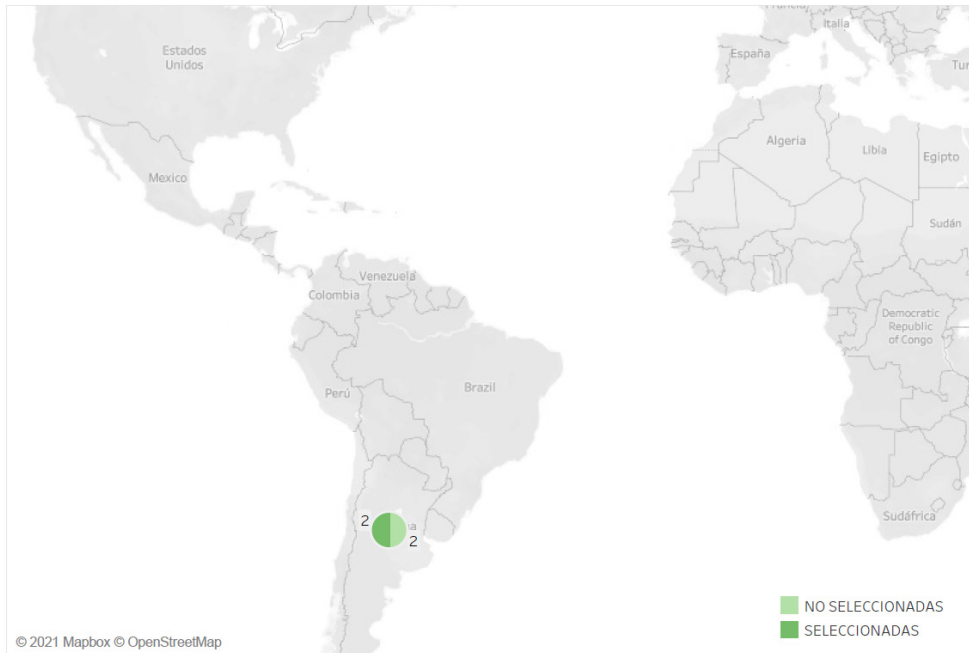 Francia
Italia
España
Estados
Unidos
Algeria
Libia
Egipto
Mexico
Sudán
Venezuela
Colombia
Democratic
Republic
of Congo
Perú
Brazil
Sudáfrica
2
2
NO SELECCIONADAS
SELECCIONADAS
© 2021 Mapbox © OpenStreetMap